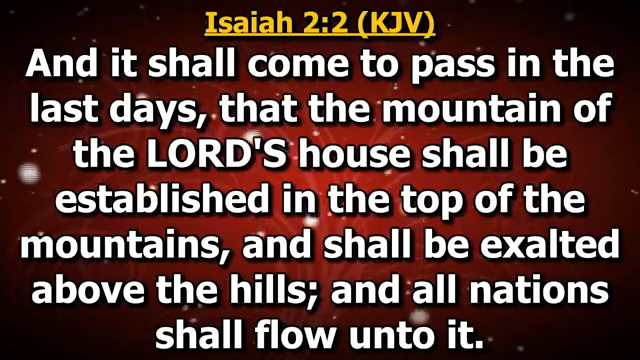 Isaiah 2:2 (KJV)
And it shall come to pass in the
last days, that the mountain of
the LORD'S house shall be
established in the top of the
mountains, and shall be exalted
above the hills; and all nations
shall flow unto it.